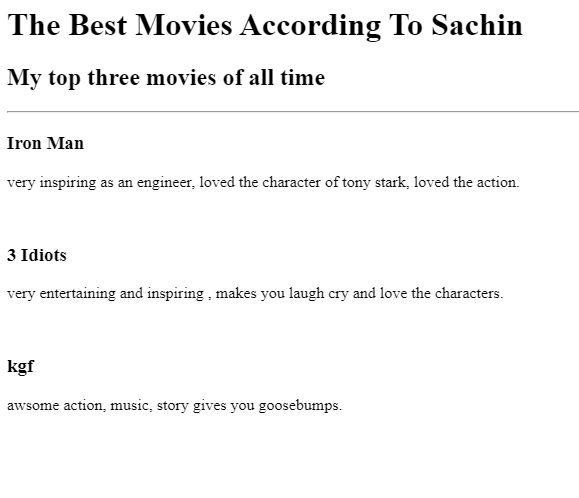 The Best Movies According To Sachin
My top three movies of all time
Iron Man
very inspiring as an engineer, loved the character of tony stark, loved the action.
3 Idiots
very entertaining and inspiring , makes you laugh cry and love the characters.
kgf
awsome action, music, story gives you goosebumps.